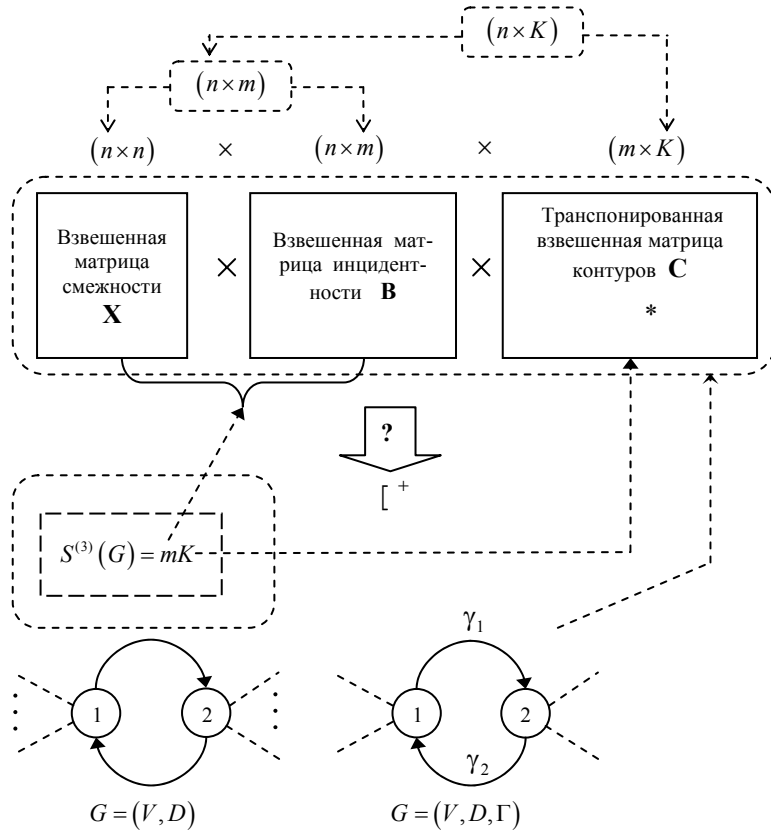 (n × K)
(n × m)
(n × n) × (n × m) × (m × K)
Взвешенная
матрица
смежности
X
×
Взвешенная мат-
рица инцидент-
ности B
×
Транспонированная
взвешенная матрица
контуров C
*
?
[ +
S⁽³⁾(G) = mK
1 2
γ₁
1 2
γ₂
G = (V, D) G = (V, D, Γ)